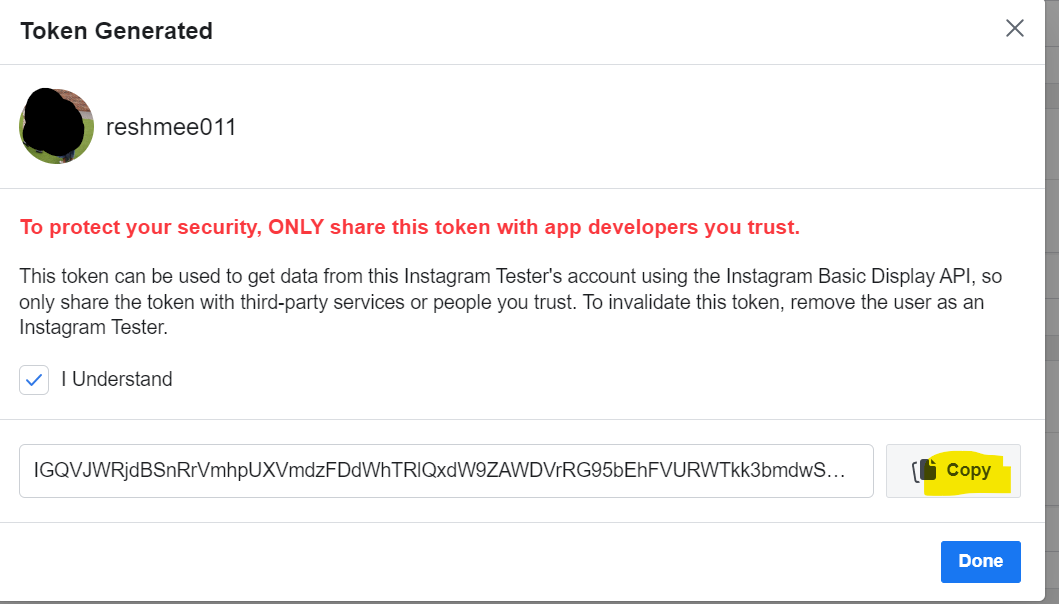 Token Generated
reshmee011
To protect your security, ONLY share this token with app developers you trust.
This token can be used to get data from this Instagram Tester's account using the Instagram Basic Display API, so
only share the token with third-party services or people you trust. To invalidate this token, remove the user as an
Instagram Tester.
I Understand
IGQVJWRjdBSnRrVmhpUXVmdzFDdWhTRlQxdW9ZAWDVrRG95bEhFVURWTkk3bmdwS...
Copy
Done